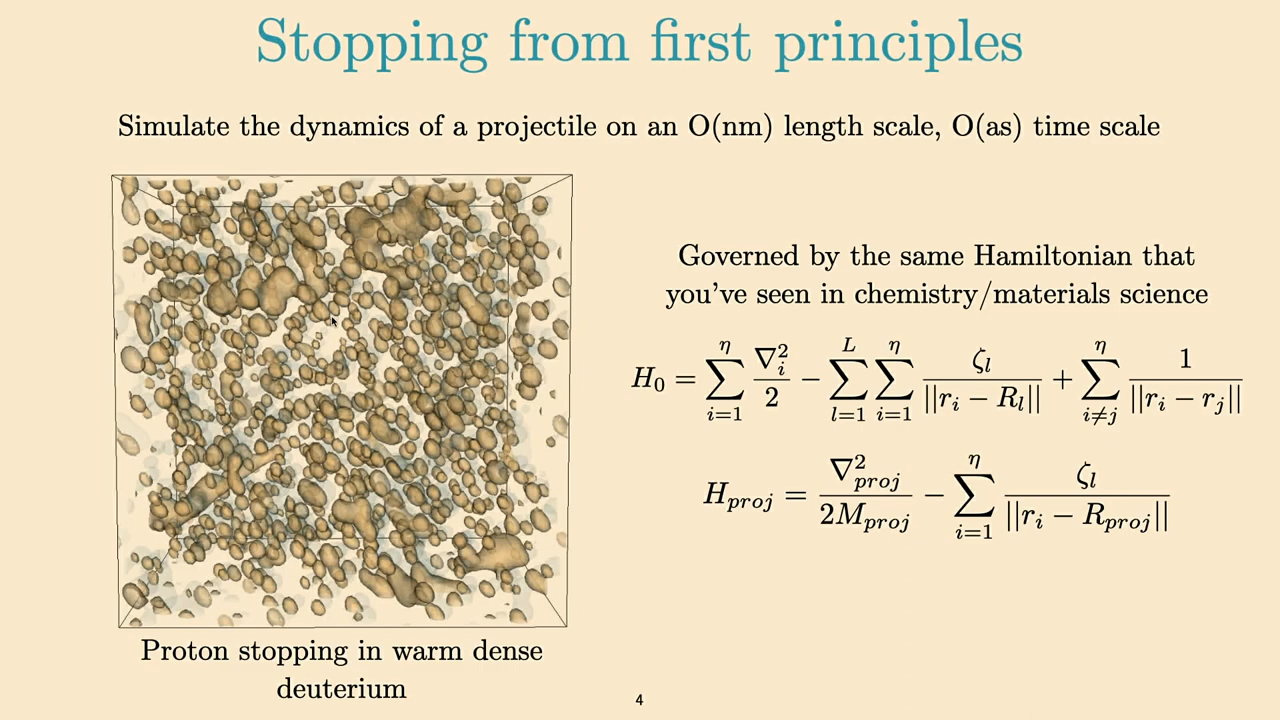 Stopping from first principles
Simulate the dynamics of a projectile on an O(nm) length scale, O(as) time scale
Governed by the same Hamiltonian that
you've seen in chemistry/materials science
H_0 = \sum_{i=1}^{\eta} \frac{\nabla_i^2}{2} - \sum_{l=1}^{L} \sum_{i=1}^{\eta} \frac{\zeta_l}{||r_i - R_l||} + \sum_{i \neq j}^{\eta} \frac{1}{||r_i - r_j||}
H_{proj} = \frac{\nabla_{proj}^2}{2M_{proj}} - \sum_{i=1}^{\eta} \frac{\zeta_l}{||r_i - R_{proj}||}
Proton stopping in warm dense
deuterium
4